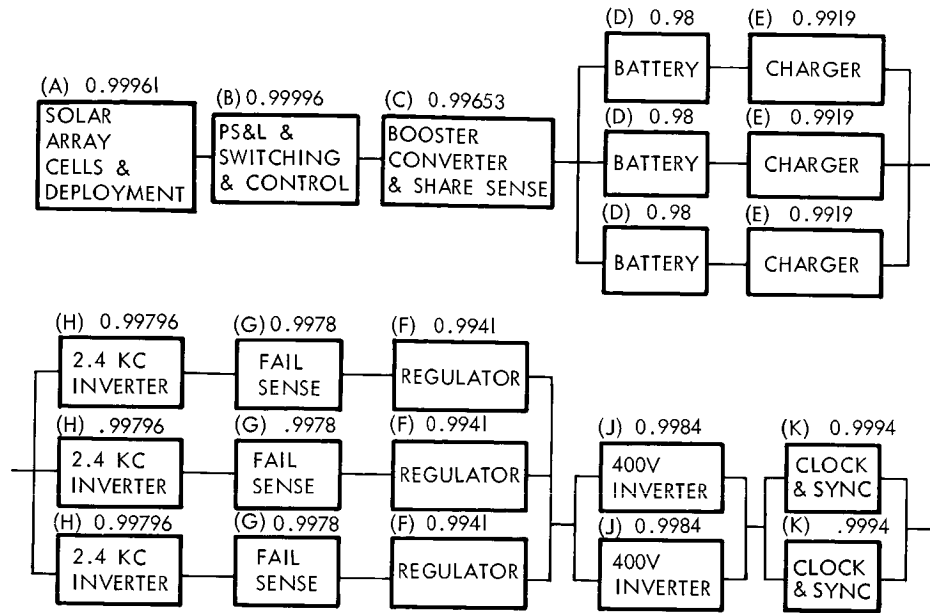 (D) 0.98
(E) 0.9919
BATTERY
CHARGER
(A) 0.99961
(B) 0.99996
(C) 0.99653
(D) 0.98
(E) 0.9919
SOLAR
ARRAY
CELLS &
DEPLOYMENT
PS&L &
SWITCHING
& CONTROL
BOOSTER
CONVERTER
& SHARE SENSE
BATTERY
CHARGER
(D) 0.98
(E) 0.9919
BATTERY
CHARGER
(H) 0.99796
(G) 0.9978
(F) 0.9941
2.4 KC
INVERTER
FAIL
SENSE
REGULATOR
(H) .99796
(G) .9978
(F) 0.9941
(J) 0.9984
(K) 0.9994
2.4 KC
INVERTER
FAIL
SENSE
REGULATOR
400V
INVERTER
CLOCK
& SYNC
(H) 0.99796
(G) 0.9978
(F) 0.9941
(J) 0.9984
(K) .9994
2.4 KC
INVERTER
FAIL
SENSE
REGULATOR
400V
INVERTER
CLOCK
& SYNC